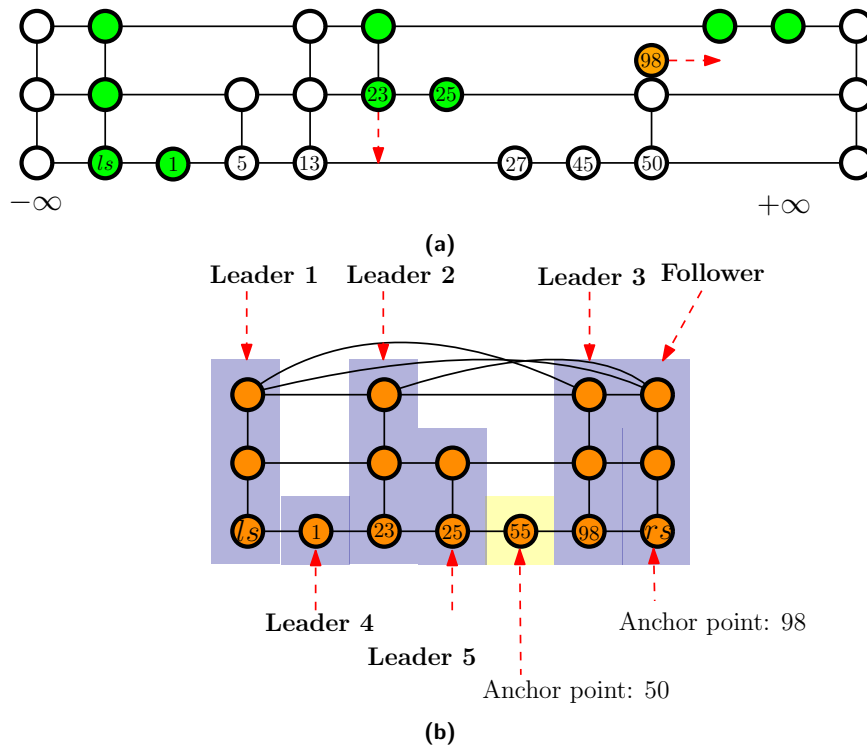 98
23 25
ls 1 5 13 27 45 50
−∞ +∞
(a)
Leader 1 Leader 2 Leader 3 Follower
ls 1 23 25 55 98 rs
Leader 4 Anchor point: 98
Leader 5
Anchor point: 50
(b)